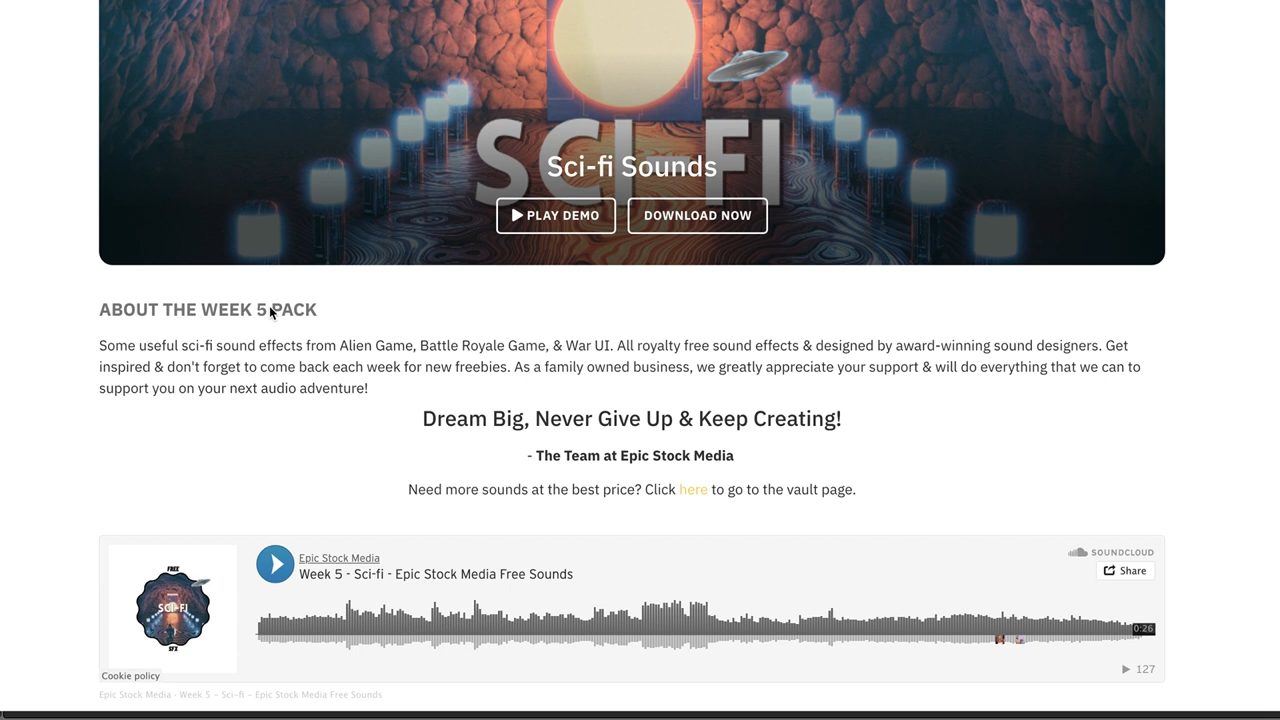 SCI-FI
Sci-fi Sounds
PLAY DEMO
DOWNLOAD NOW
ABOUT THE WEEK 5 PACK
Some useful sci-fi sound effects from Alien Game, Battle Royale Game, & War UI. All royalty free sound effects & designed by award-winning sound designers. Get
inspired & don't forget to come back each week for new freebies. As a family owned business, we greatly appreciate your support & will do everything that we can to
support you on your next audio adventure!
Dream Big, Never Give Up & Keep Creating!
- The Team at Epic Stock Media
Need more sounds at the best price? Click here to go to the vault page.
Epic Stock Media
SOUNDCLOUD
Week 5 - Sci-fi - Epic Stock Media Free Sounds
Share
FREE
SCI-FI
SFX
0:26
Cookie policy
127
Epic Stock Media · Week 5 - Sci-fi - Epic Stock Media Free Sounds